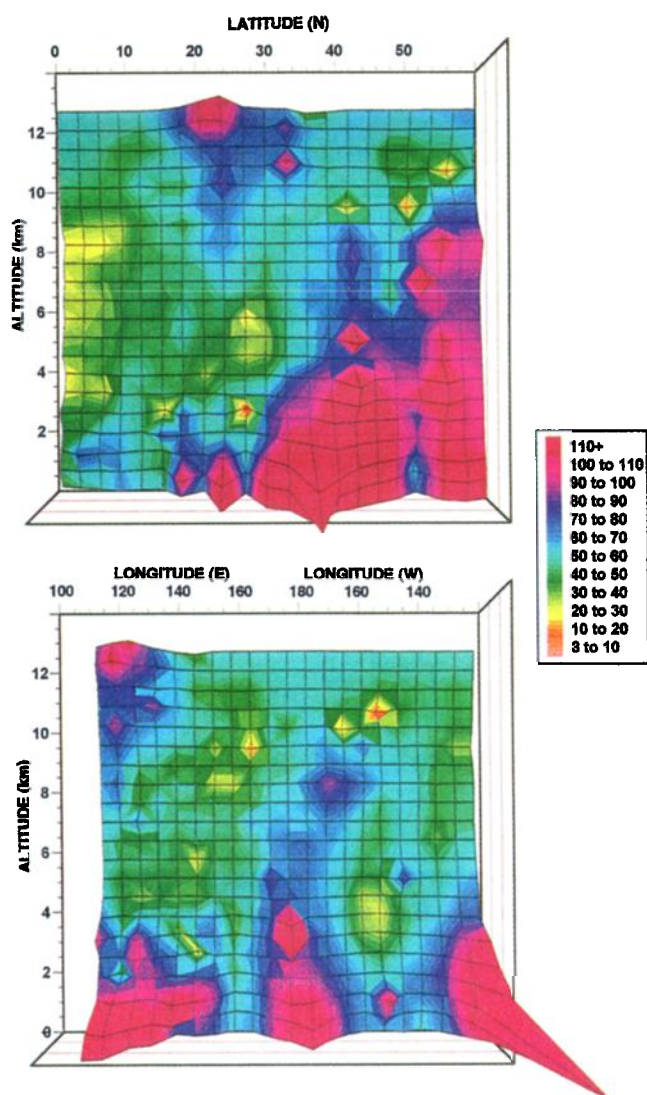 LATITUDE (N)
0 10 20 30 40 50
12
10
8
6
4
2
ALTITUDE (km)
110+
100 to 110
90 to 100
80 to 90
70 to 80
60 to 70
50 to 60
40 to 50
30 to 40
20 to 30
10 to 20
3 to 10
LONGITUDE (E) LONGITUDE (W)
100 120 140 160 180 160 140
12
10
8
6
4
2
0
ALTITUDE (km)